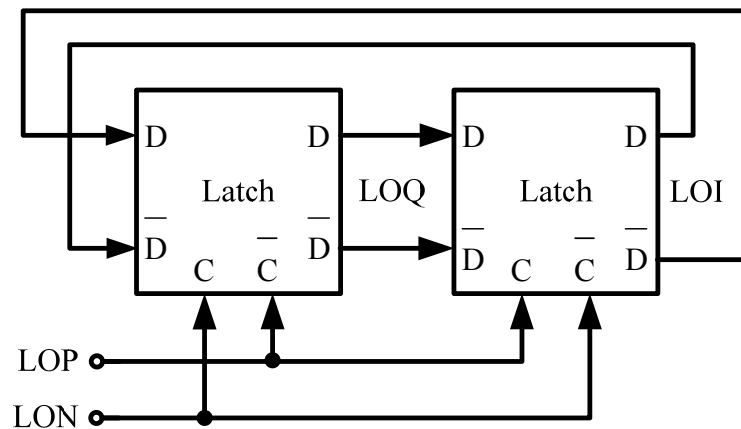 D D D D
Latch LOQ Latch LOI
D̅ D̅ D̅ D̅
C C̅ C C̅
LOP
LON